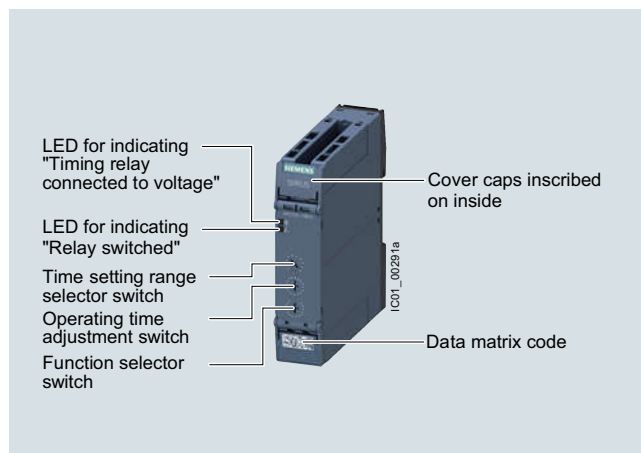 LED for indicating
"Timing relay
connected to voltage"
LED for indicating
"Relay switched"
Time setting range
selector switch
Operating time
adjustment switch
Function selector
switch
SIEMENS
SIRIUS
Cover caps inscribed
on inside
IC01_00291a
Data matrix code